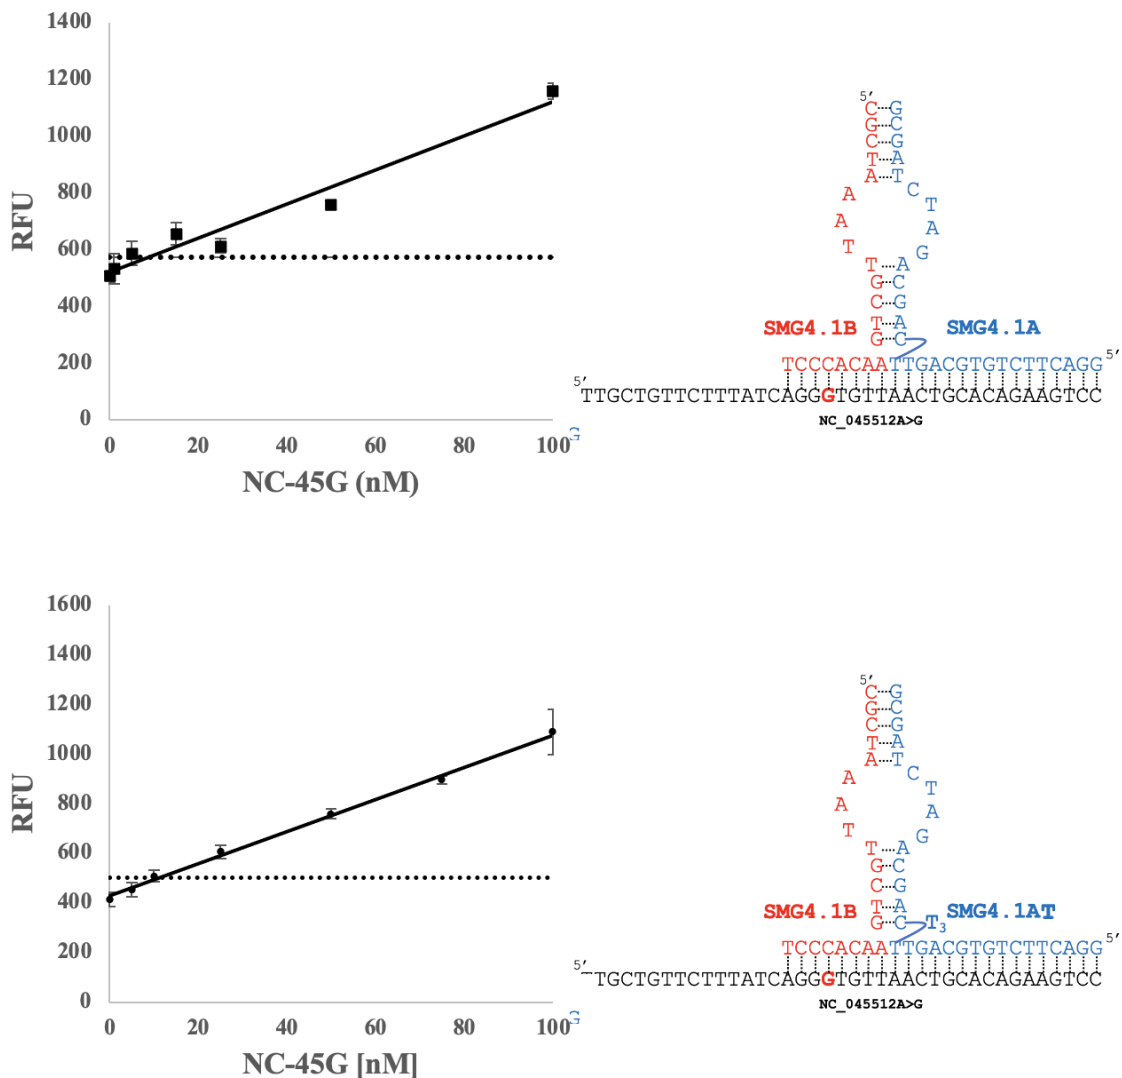 1400
1200
1000
800
600
400
200
0
RFU
0 20 40 60 80 100
NC-45G (nM)
G
5′
C G
G C
C G
T A
A T
A C
T
A A
T G
T A
G C
C G
SMG4.1B T A SMG4.1A
G C
TCCCACAATTGACGTGTCTTCAGG 5′
5′
TTGCTGTTCTTTATCAGGGTGTTAACTGCACAGAAGTCC
NC_045512A>G
1600
1400
1200
1000
800
600
400
200
0
RFU
0 20 40 60 80 100
NC-45G [nM]
G
5′
C G
G C
C G
T A
A T
A C
T
A A
T G
T A
G C
C G
SMG4.1B T A T3 SMG4.1AT
G C
TCCCACAATTGACGTGTCTTCAGG 5′
5′
TGCTGTTCTTTATCAGGGTGTTAACTGCACAGAAGTCC
NC_045512A>G